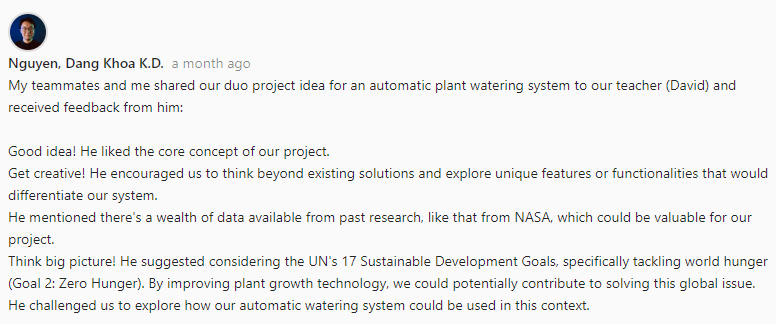 Nguyen, Dang Khoa K.D. a month ago
My teammates and me shared our duo project idea for an automatic plant watering system to our teacher (David) and
received feedback from him:
Good idea! He liked the core concept of our project.
Get creative! He encouraged us to think beyond existing solutions and explore unique features or functionalities that would
differentiate our system.
He mentioned there's a wealth of data available from past research, like that from NASA, which could be valuable for our
project.
Think big picture! He suggested considering the UN's 17 Sustainable Development Goals, specifically tackling world hunger
(Goal 2: Zero Hunger). By improving plant growth technology, we could potentially contribute to solving this global issue.
He challenged us to explore how our automatic watering system could be used in this context.